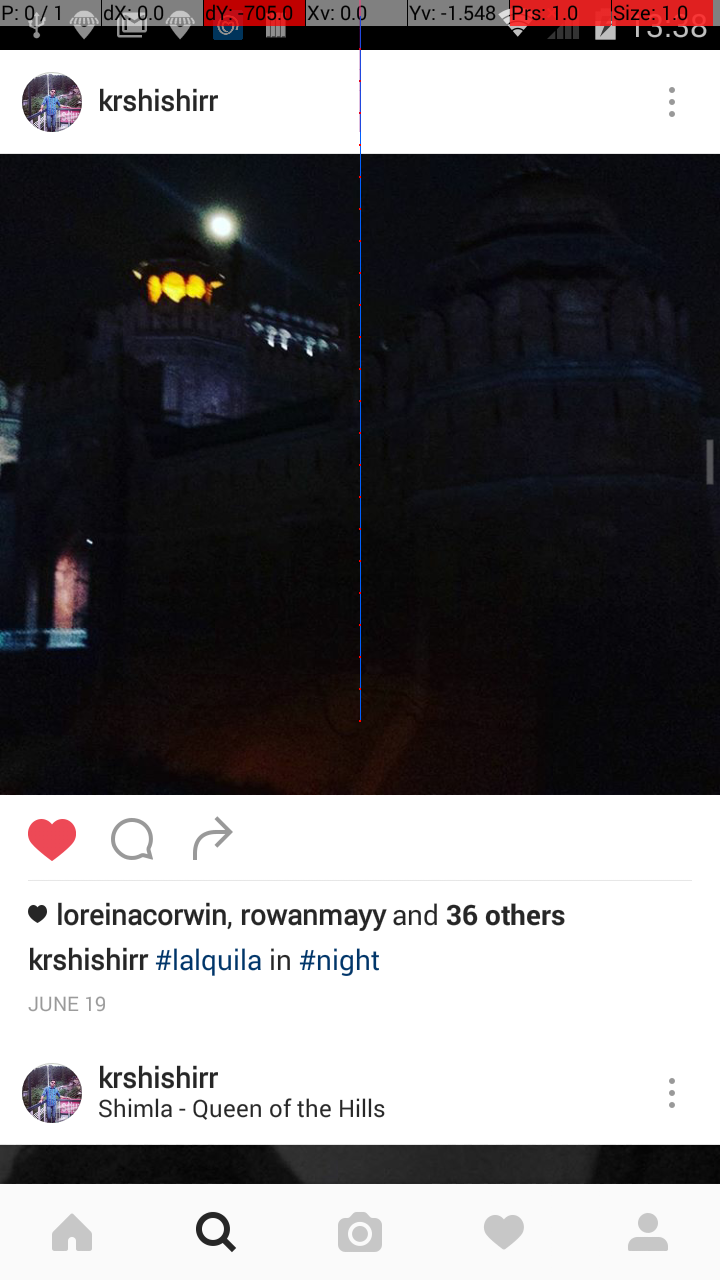 P: 0 / 1 dX: 0.0 dY: -705.0 Xv: 0.0 Yv: -1.548 Prs: 1.0 Size: 1.0
13:38
krshishirr
loreinacorwin, rowanmayy and 36 others
krshishirr #lalquila in #night
JUNE 19
krshishirr
Shimla - Queen of the Hills